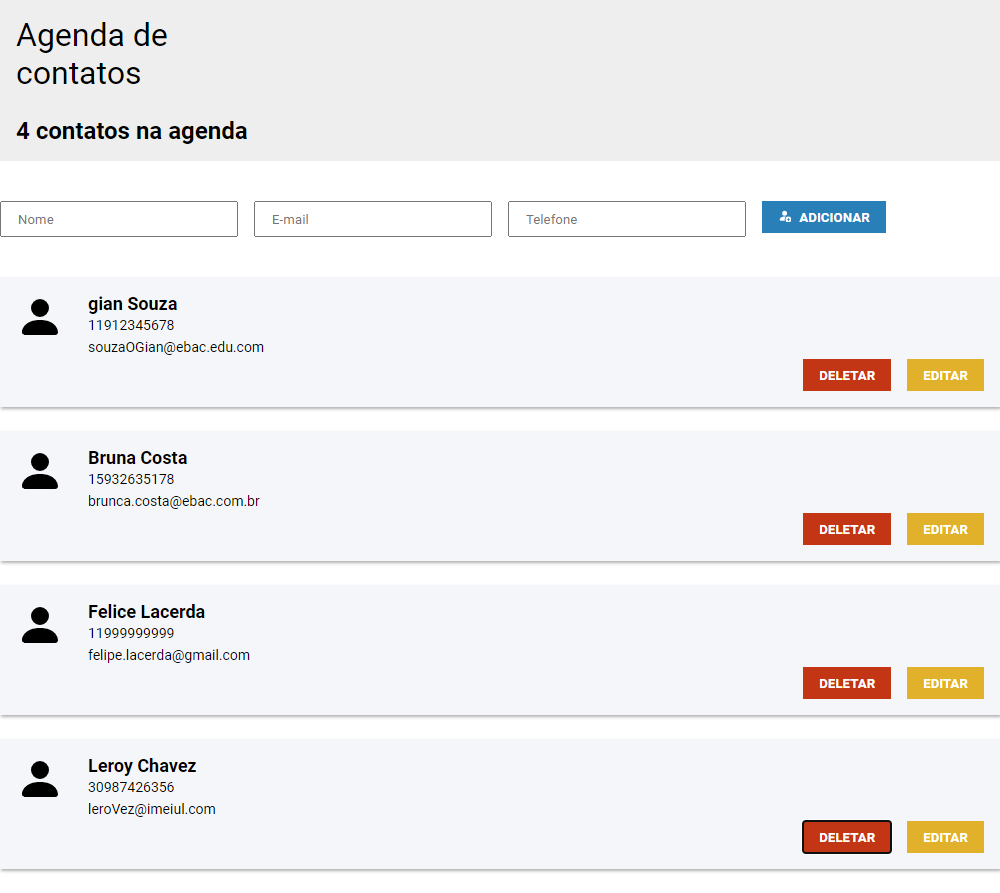 Agenda de
contatos
4 contatos na agenda
Nome
E-mail
Telefone
ADICIONAR
gian Souza
11912345678
souzaOGian@ebac.edu.com
DELETAR
EDITAR
Bruna Costa
15932635178
brunca.costa@ebac.com.br
DELETAR
EDITAR
Felice Lacerda
11999999999
felipe.lacerda@gmail.com
DELETAR
EDITAR
Leroy Chavez
30987426356
leroVez@imeiul.com
DELETAR
EDITAR